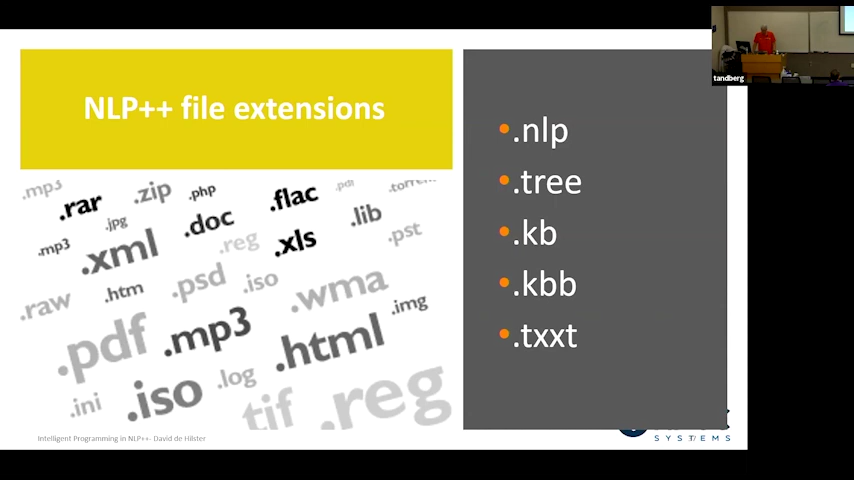 tandberg
NLP++ file extensions
.nlp
.tree
.kb
.kbb
.txxt
.mp3
.rar
.zip
.php
.flac
.pdf
.jpg
.doc
.lib
.mp3
.xml
.reg
.xls
.pst
.raw
.htm
.psd
.iso
.wma
.img
.pdf
.mp3
.html
.ini
.iso
.log
tif
.reg
Intelligent Programming in NLP++- David de Hilster
SYSTEMS